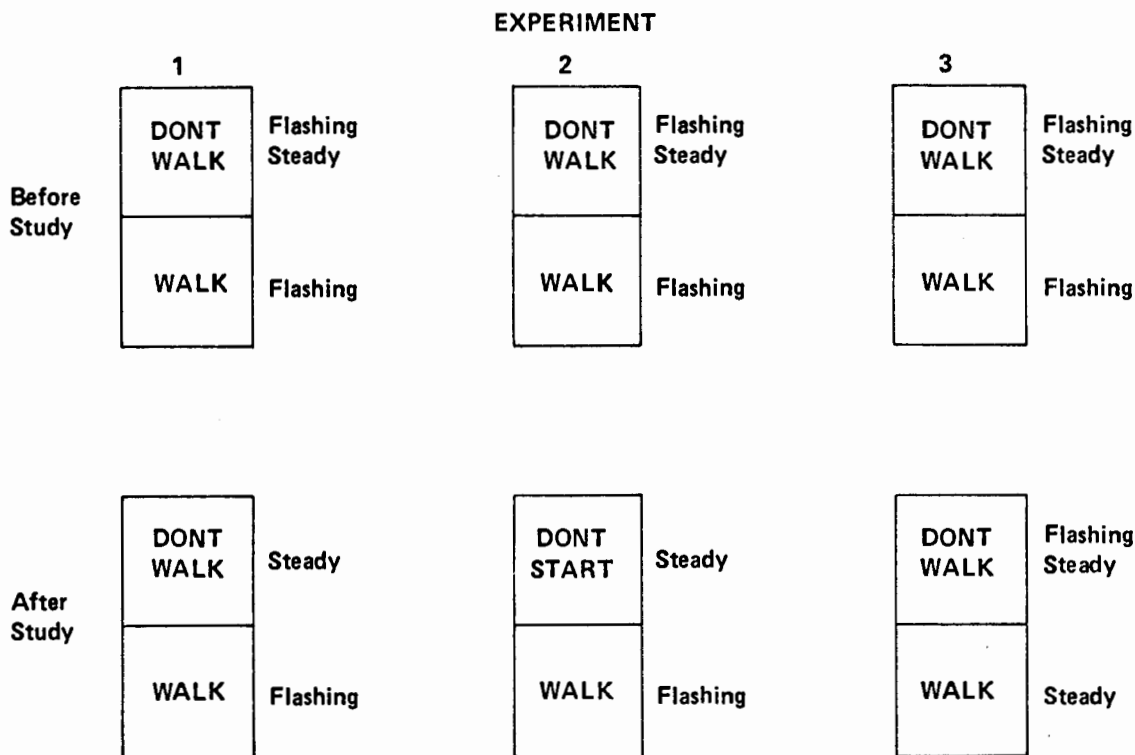 EXPERIMENT
1 2 3
DONT Flashing DONT Flashing DONT Flashing
WALK Steady WALK Steady WALK Steady
Before
Study
WALK Flashing WALK Flashing WALK Flashing
DONT DONT DONT Flashing
WALK Steady START Steady WALK Steady
After
Study
WALK Flashing WALK Flashing WALK Steady